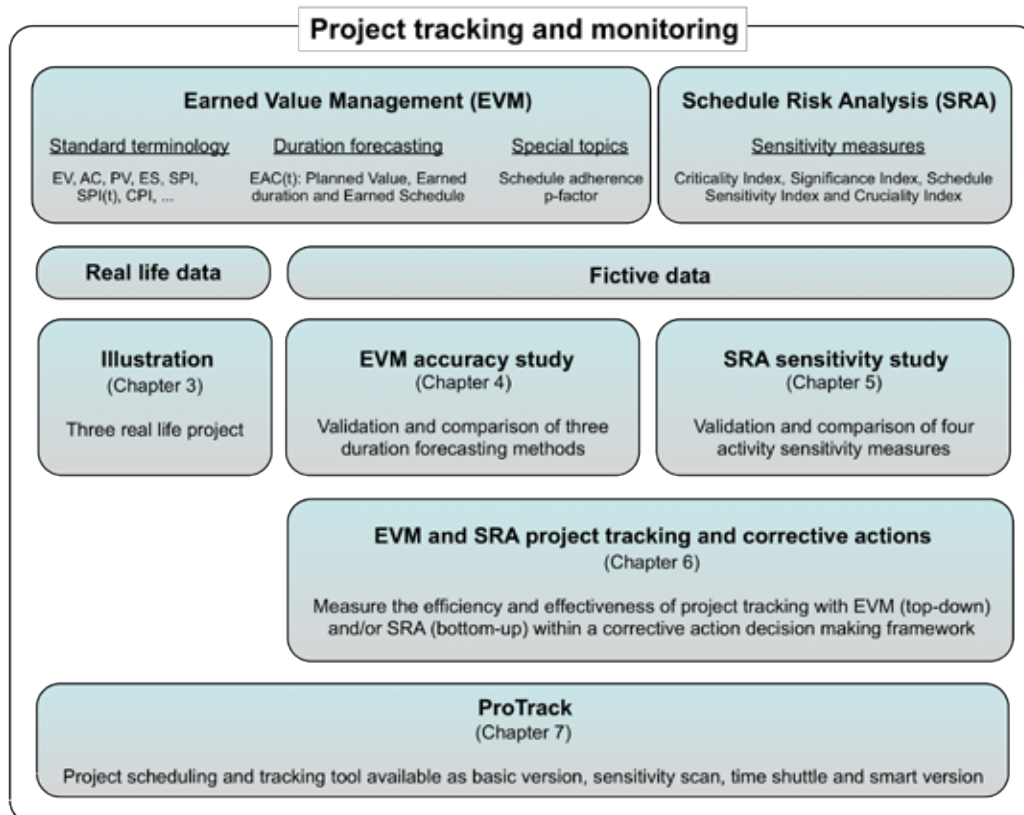 Project tracking and monitoring
Earned Value Management (EVM)
Standard terminology
EV, AC, PV, ES, SPI,
SPI(t), CPI, ...
Duration forecasting
EAC(t): Planned Value, Earned
duration and Earned Schedule
Special topics
Schedule adherence
p-factor
Schedule Risk Analysis (SRA)
Sensitivity measures
Criticality Index, Significance Index, Schedule
Sensitivity Index and Cruciality Index
Real life data
Fictive data
Illustration
(Chapter 3)
Three real life project
EVM accuracy study
(Chapter 4)
Validation and comparison of three
duration forecasting methods
SRA sensitivity study
(Chapter 5)
Validation and comparison of four
activity sensitivity measures
EVM and SRA project tracking and corrective actions
(Chapter 6)
Measure the efficiency and effectiveness of project tracking with EVM (top-down)
and/or SRA (bottom-up) within a corrective action decision making framework
ProTrack
(Chapter 7)
Project scheduling and tracking tool available as basic version, sensitivity scan, time shuttle and smart version